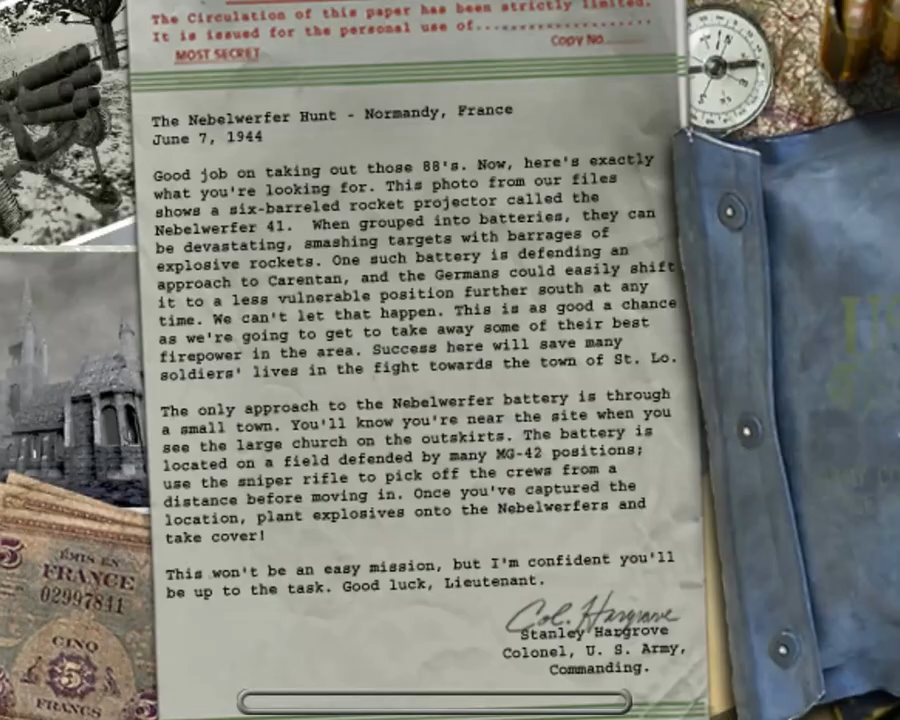 The Circulation of this paper has been strictly limited.
It is issued for the personal use of....................
MOST SECRET
Copy No
The Nebelwerfer Hunt - Normandy, France
June 7, 1944
Good job on taking out those 88's. Now, here's exactly
what you're looking for. This photo from our files
shows a six-barreled rocket projector called the
Nebelwerfer 41. When grouped into batteries, they can
be devastating, smashing targets with barrages of
explosive rockets. One such battery is defending an
approach to Carentan, and the Germans could easily shift
it to a less vulnerable position further south at any
time. We can't let that happen. This is as good a chance
as we're going to get to take away some of their best
firepower in the area. Success here will save many
soldiers' lives in the fight towards the town of St. Lo.
The only approach to the Nebelwerfer battery is through
a small town. You'll know you're near the site when you
see the large church on the outskirts. The battery is
located on a field defended by many MG-42 positions;
use the sniper rifle to pick off the crews from a
distance before moving in. Once you've captured the
location, plant explosives onto the Nebelwerfers and
take cover!
This won't be an easy mission, but I'm confident you'll
be up to the task. Good luck, Lieutenant.
Col. Hargrove
Stanley Hargrove
Colonel, U. S. Army,
Commanding.
5
ÉMIS EN
FRANCE
02997841
CINQ
5
FRANCS